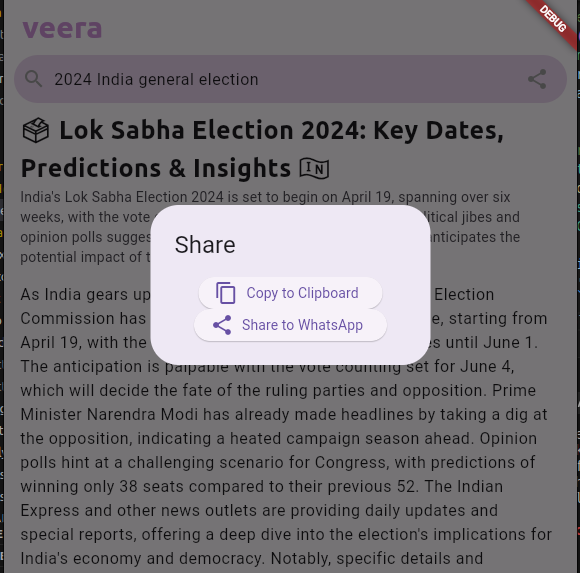 veera
DEBUG
2024 India general election
🗳 Lok Sabha Election 2024: Key Dates,
Predictions & Insights 🇮🇳
India's Lok Sabha Election 2024 is set to begin on April 19, spanning over six
weeks, with the vote litical jibes and
opinion polls sugges anticipates the
potential impact of t
Share
Copy to Clipboard
Share to WhatsApp
As India gears up Election
Commission has e, starting from
April 19, with the es until June 1.
The anticipation is palpable with the vote counting set for June 4,
which will decide the fate of the ruling parties and opposition. Prime
Minister Narendra Modi has already made headlines by taking a dig at
the opposition, indicating a heated campaign season ahead. Opinion
polls hint at a challenging scenario for Congress, with predictions of
winning only 38 seats compared to their previous 52. The Indian
Express and other news outlets are providing daily updates and
special reports, offering a deep dive into the election's implications for
India's economy and democracy. Notably, specific details and